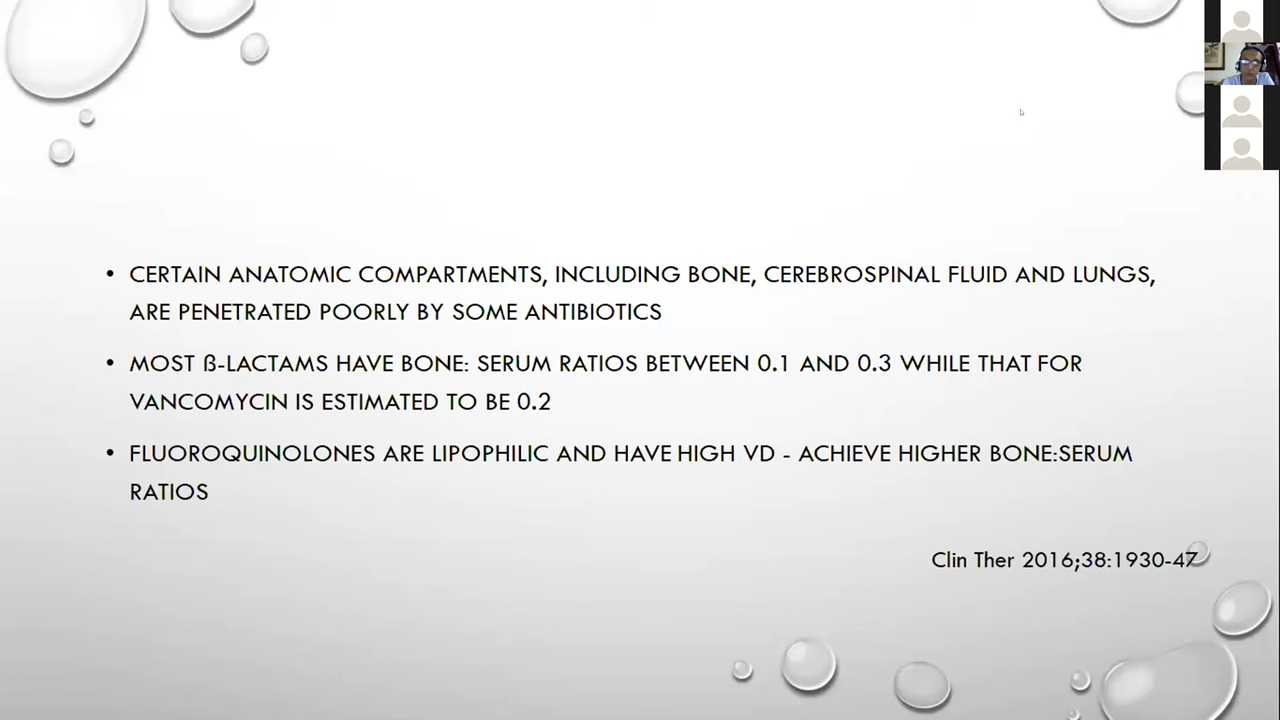 • CERTAIN ANATOMIC COMPARTMENTS, INCLUDING BONE, CEREBROSPINAL FLUID AND LUNGS,
ARE PENETRATED POORLY BY SOME ANTIBIOTICS
• MOST ß-LACTAMS HAVE BONE: SERUM RATIOS BETWEEN 0.1 AND 0.3 WHILE THAT FOR
VANCOMYCIN IS ESTIMATED TO BE 0.2
• FLUOROQUINOLONES ARE LIPOPHILIC AND HAVE HIGH VD - ACHIEVE HIGHER BONE:SERUM
RATIOS
Clin Ther 2016;38:1930-47